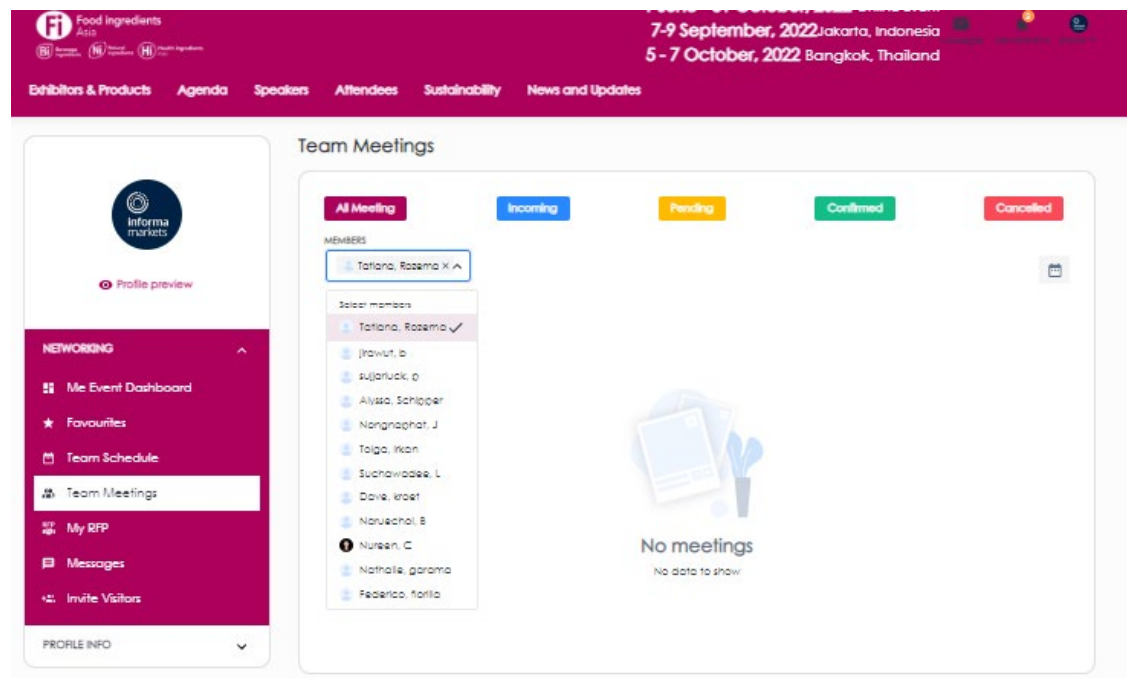 Food ingredients
Asia
7-9 September, 2022 Jakarta, Indonesia
5 - 7 October, 2022 Bangkok, Thailand
Exhibitors & Products Agenda Speakers Attendees Sustainability News and Updates
Team Meetings
informa
markets
Profile preview
All Meeting Incoming Pending Confirmed Cancelled
MEMBERS
Tatiana, Rozema
Select members
Tatiana, Rozema
jirawut, b
sujjarluck, p
Alyssa, Schipper
Nongnaphat, J
Tolga, Irkan
Suchawadee, L
Dave, kroet
Naruechol, B
Nureen, C
Nathalie, garama
Federico, fiorilla
NETWORKING
Me Event Dashboard
Favourites
Team Schedule
Team Meetings
My RFP
Messages
Invite Visitors
PROFILE INFO
No meetings
No data to show